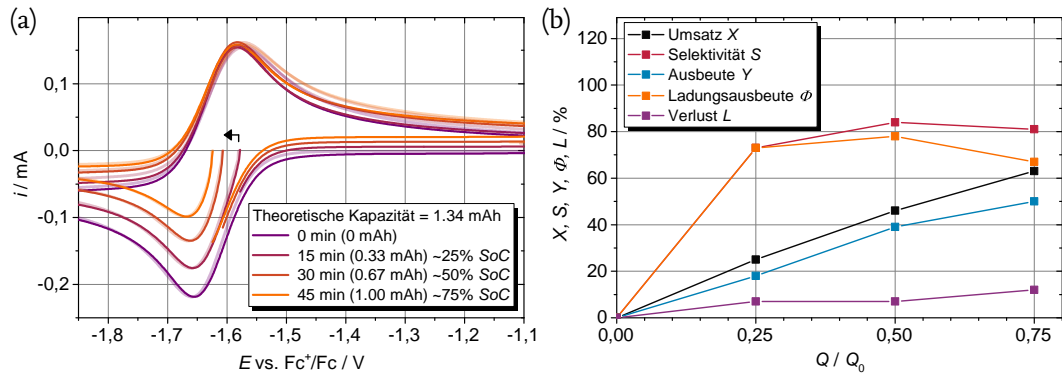 (a)
0,1
0,0
-0,1
-0,2
i / mA
Theoretische Kapazität = 1.34 mAh
0 min (0 mAh)
15 min (0.33 mAh) ~25% SoC
30 min (0.67 mAh) ~50% SoC
45 min (1.00 mAh) ~75% SoC
-1,8 -1,7 -1,6 -1,5 -1,4 -1,3 -1,2 -1,1
E vs. Fc⁺/Fc / V
(b)
120
100
80
60
40
20
0
X, S, Y, Φ, L / %
Umsatz X
Selektivität S
Ausbeute Y
Ladungsausbeute Φ
Verlust L
0,00 0,25 0,50 0,75
Q / Q₀